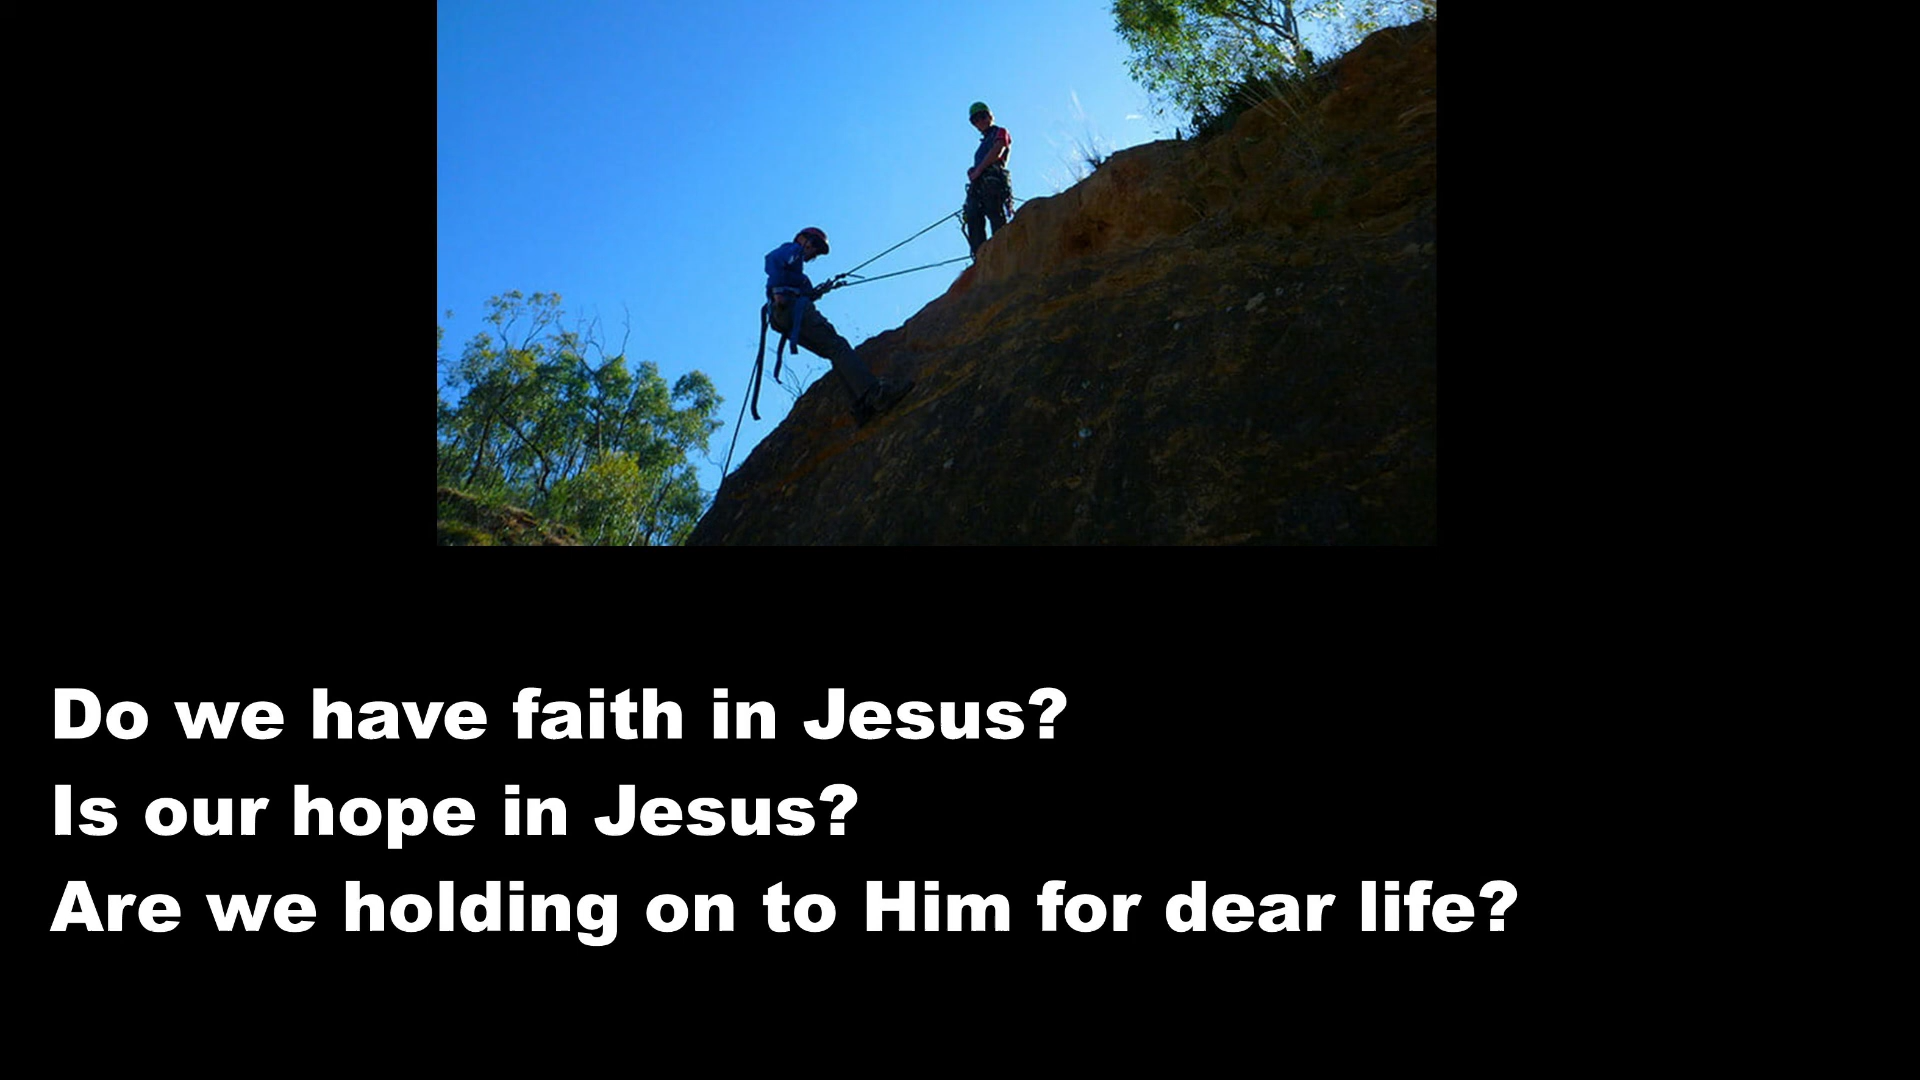 Do we have faith in Jesus?
Is our hope in Jesus?
Are we holding on to Him for dear life?